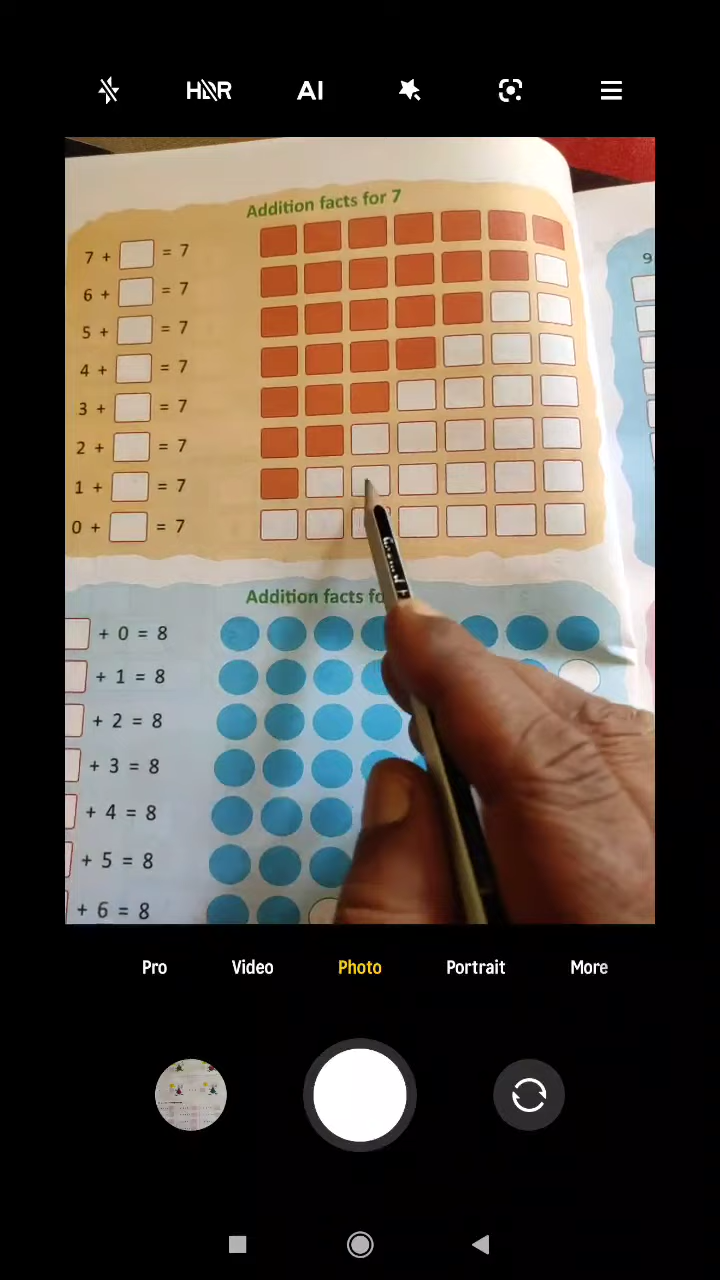 HDR AI
Addition facts for 7
7 + = 7
6 + = 7
5 + = 7
4 + = 7
3 + = 7
2 + = 7
1 + = 7
0 + = 7
9
Addition facts fo
+ 0 = 8
+ 1 = 8
+ 2 = 8
+ 3 = 8
+ 4 = 8
+ 5 = 8
+ 6 = 8
Pro Video Photo Portrait More